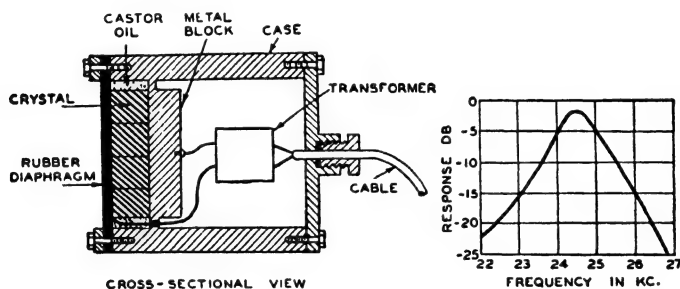 CASTOR
OIL
METAL
BLOCK
CASE
TRANSFORMER
CRYSTAL
RUBBER
DIAPHRAGM
CABLE
CROSS-SECTIONAL VIEW
RESPONSE DB
0
-5
-10
-15
-20
-25
22 23 24 25 26 27
FREQUENCY IN KC.